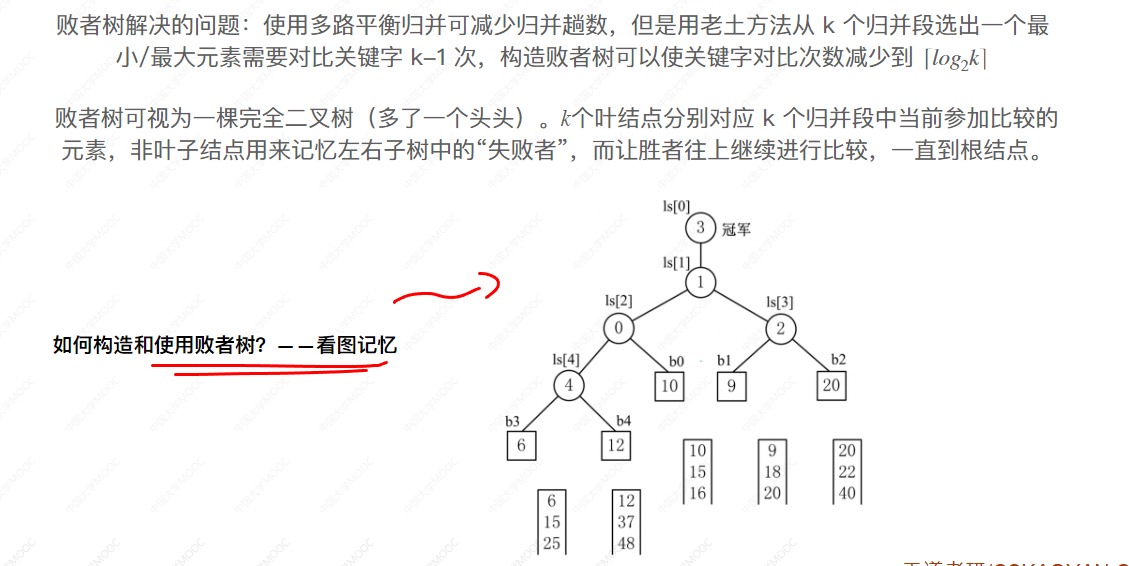 败者树解决的问题：使用多路平衡归并可减少归并趟数，但是用老土方法从 k 个归并段选出一个最
小/最大元素需要对比关键字 k–1 次，构造败者树可以使关键字对比次数减少到 ⌈log₂k⌉
败者树可视为一棵完全二叉树（多了一个头头）。k个叶结点分别对应 k 个归并段中当前参加比较的
元素，非叶子结点用来记忆左右子树中的“失败者”，而让胜者往上继续进行比较，一直到根结点。
ls[0]
3 冠军
ls[1]
1
ls[2] ls[3]
0 2
如何构造和使用败者树？——看图记忆
ls[4] b0 b1 b2
4 10 9 20
b3 b4
6 12
10 9 20
15 18 22
16 20 40
6 12
15 37
25 48
中国大学MOOC